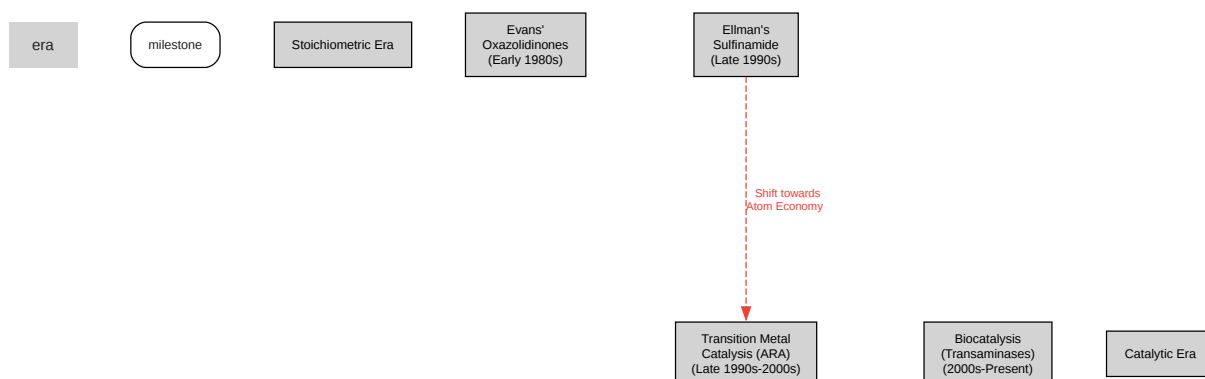 era
milestone
Stoichiometric Era
Evans'
Oxazolidinones
(Early 1980s)
Ellman's
Sulfinamide
(Late 1990s)
Shift towards
Atom Economy
Transition Metal
Catalysis (ARA)
(Late 1990s-2000s)
Biocatalysis
(Transaminases)
(2000s-Present)
Catalytic Era